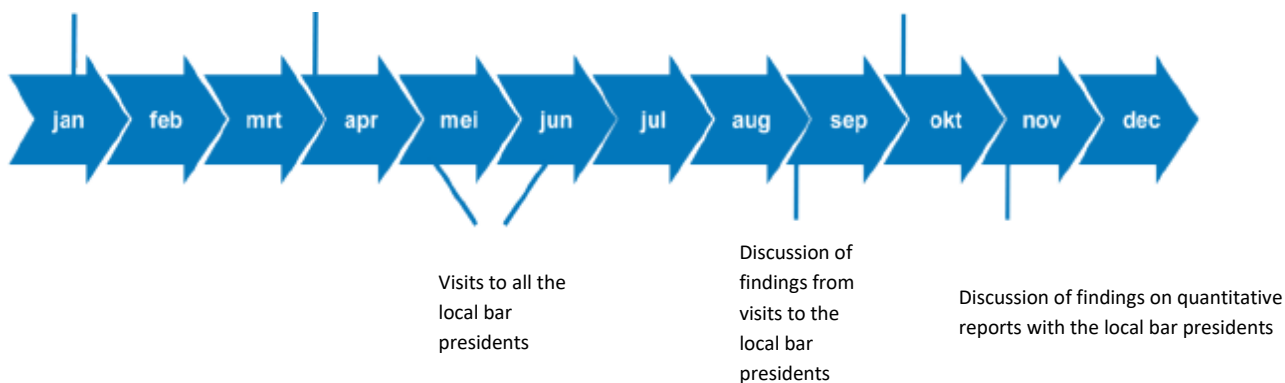 jan feb mrt apr mei jun jul aug sep okt nov dec
Visits to all the
local bar
presidents
Discussion of
findings from
visits to the
local bar
presidents
Discussion of findings on quantitative
reports with the local bar presidents